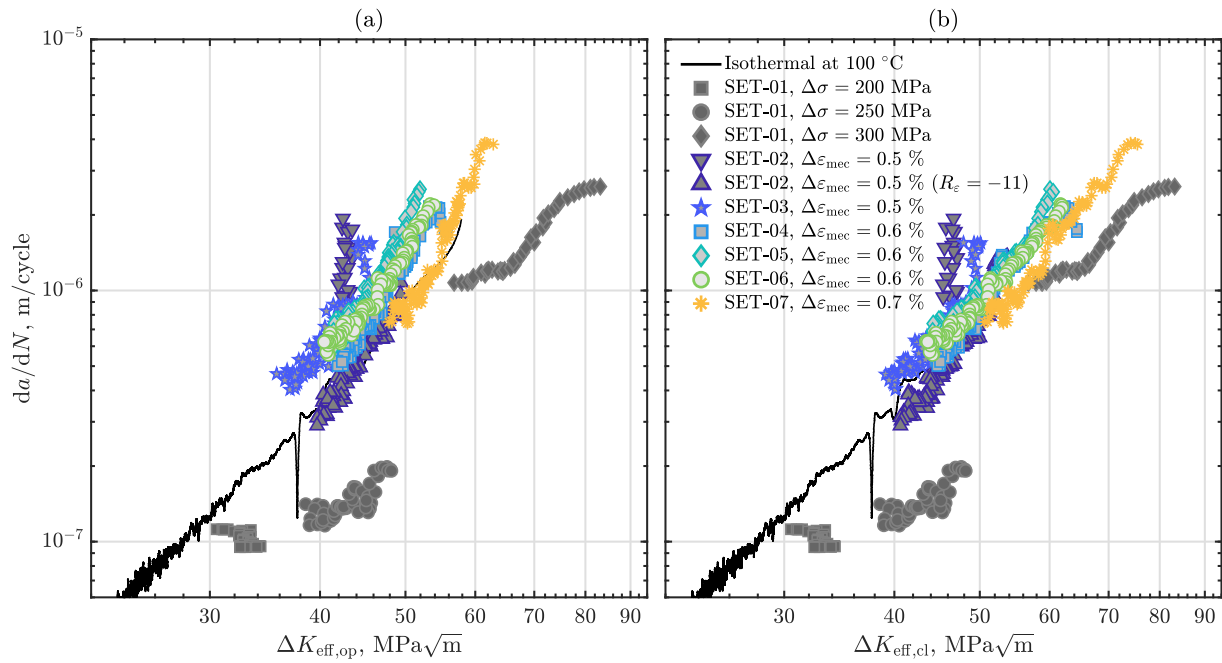 (a)
(b)
10⁻⁵
10⁻⁶
10⁻⁷
da/dN, m/cycle
30 40 50 60 70 80 90
ΔK_eff,op, MPa√m
Isothermal at 100 °C
SET-01, Δσ = 200 MPa
SET-01, Δσ = 250 MPa
SET-01, Δσ = 300 MPa
SET-02, Δε_mec = 0.5 %
SET-02, Δε_mec = 0.5 % (R_ε = −11)
SET-03, Δε_mec = 0.5 %
SET-04, Δε_mec = 0.6 %
SET-05, Δε_mec = 0.6 %
SET-06, Δε_mec = 0.6 %
SET-07, Δε_mec = 0.7 %
30 40 50 60 70 80 90
ΔK_eff,cl, MPa√m